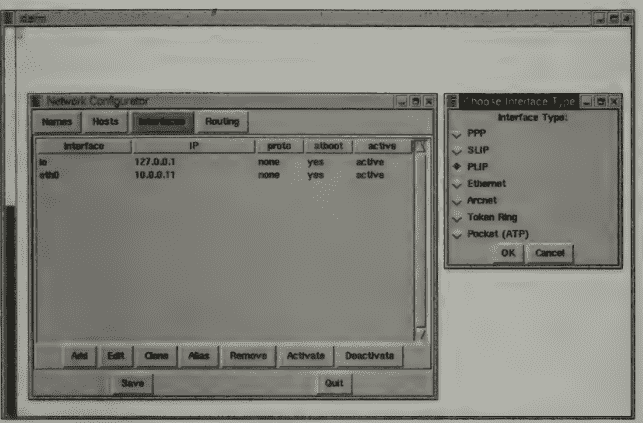 Network Configurator
Names Hosts Interfaces Routing
Interface IP proto atboot active
lo 127.0.0.1 none yes active
eth0 10.0.0.11 none yes active
Add Edit Clone Alias Remove Activate Deactivate
Save Quit
Choose Interface Type
Interface Type:
PPP
SLIP
PLIP
Ethernet
Arcnet
Token Ring
Pocket (ATP)
OK Cancel